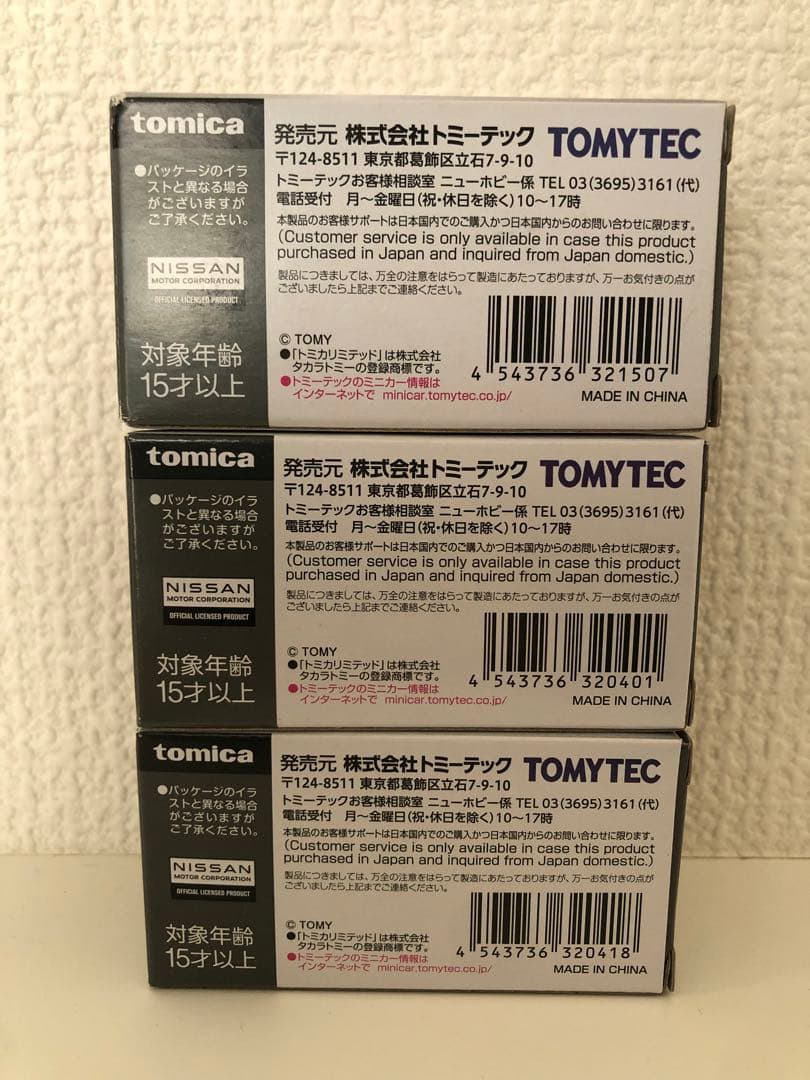 tomica
●パッケージのイラ
ストと異なる場合
がございますが
ご了承ください。
NISSAN
MOTOR CORPORATION
OFFICIAL LICENSED PRODUCT
対象年齢
15才以上
発売元 株式会社トミーテック TOMYTEC
〒124-8511 東京都葛飾区立石7-9-10
トミーテックお客様相談室 ニューホビー係 TEL 03(3695)3161(代)
電話受付 月〜金曜日(祝・休日を除く)10〜17時
本製品のお客様サポートは日本国内でのご購入かつ日本国内からのお問い合わせに限ります。
(Customer service is only available in case this product
purchased in Japan and inquired from Japan domestic.)
製品につきましては、万全の注意をはらって製造にあたっておりますが、万一お気付きの点が
ございましたら上記までご連絡ください。
© TOMY
●「トミカリミテッド」は株式会社
タカラトミーの登録商標です。
●トミーテックのミニカー情報は
インターネットで minicar.tomytec.co.jp/
4 543736 321507
MADE IN CHINA
tomica
●パッケージのイラ
ストと異なる場合
がございますが
ご了承ください。
NISSAN
MOTOR CORPORATION
OFFICIAL LICENSED PRODUCT
対象年齢
15才以上
発売元 株式会社トミーテック TOMYTEC
〒124-8511 東京都葛飾区立石7-9-10
トミーテックお客様相談室 ニューホビー係 TEL 03(3695)3161(代)
電話受付 月〜金曜日(祝・休日を除く)10〜17時
本製品のお客様サポートは日本国内でのご購入かつ日本国内からのお問い合わせに限ります。
(Customer service is only available in case this product
purchased in Japan and inquired from Japan domestic.)
製品につきましては、万全の注意をはらって製造にあたっておりますが、万一お気付きの点が
ございましたら上記までご連絡ください。
© TOMY
●「トミカリミテッド」は株式会社
タカラトミーの登録商標です。
●トミーテックのミニカー情報は
インターネットで minicar.tomytec.co.jp/
4 543736 320401
MADE IN CHINA
tomica
●パッケージのイラ
ストと異なる場合
がございますが
ご了承ください。
NISSAN
MOTOR CORPORATION
OFFICIAL LICENSED PRODUCT
対象年齢
15才以上
発売元 株式会社トミーテック TOMYTEC
〒124-8511 東京都葛飾区立石7-9-10
トミーテックお客様相談室 ニューホビー係 TEL 03(3695)3161(代)
電話受付 月〜金曜日(祝・休日を除く)10〜17時
本製品のお客様サポートは日本国内でのご購入かつ日本国内からのお問い合わせに限ります。
(Customer service is only available in case this product
purchased in Japan and inquired from Japan domestic.)
製品につきましては、万全の注意をはらって製造にあたっておりますが、万一お気付きの点が
ございましたら上記までご連絡ください。
© TOMY
●「トミカリミテッド」は株式会社
タカラトミーの登録商標です。
●トミーテックのミニカー情報は
インターネットで minicar.tomytec.co.jp/
4 543736 320418
MADE IN CHINA